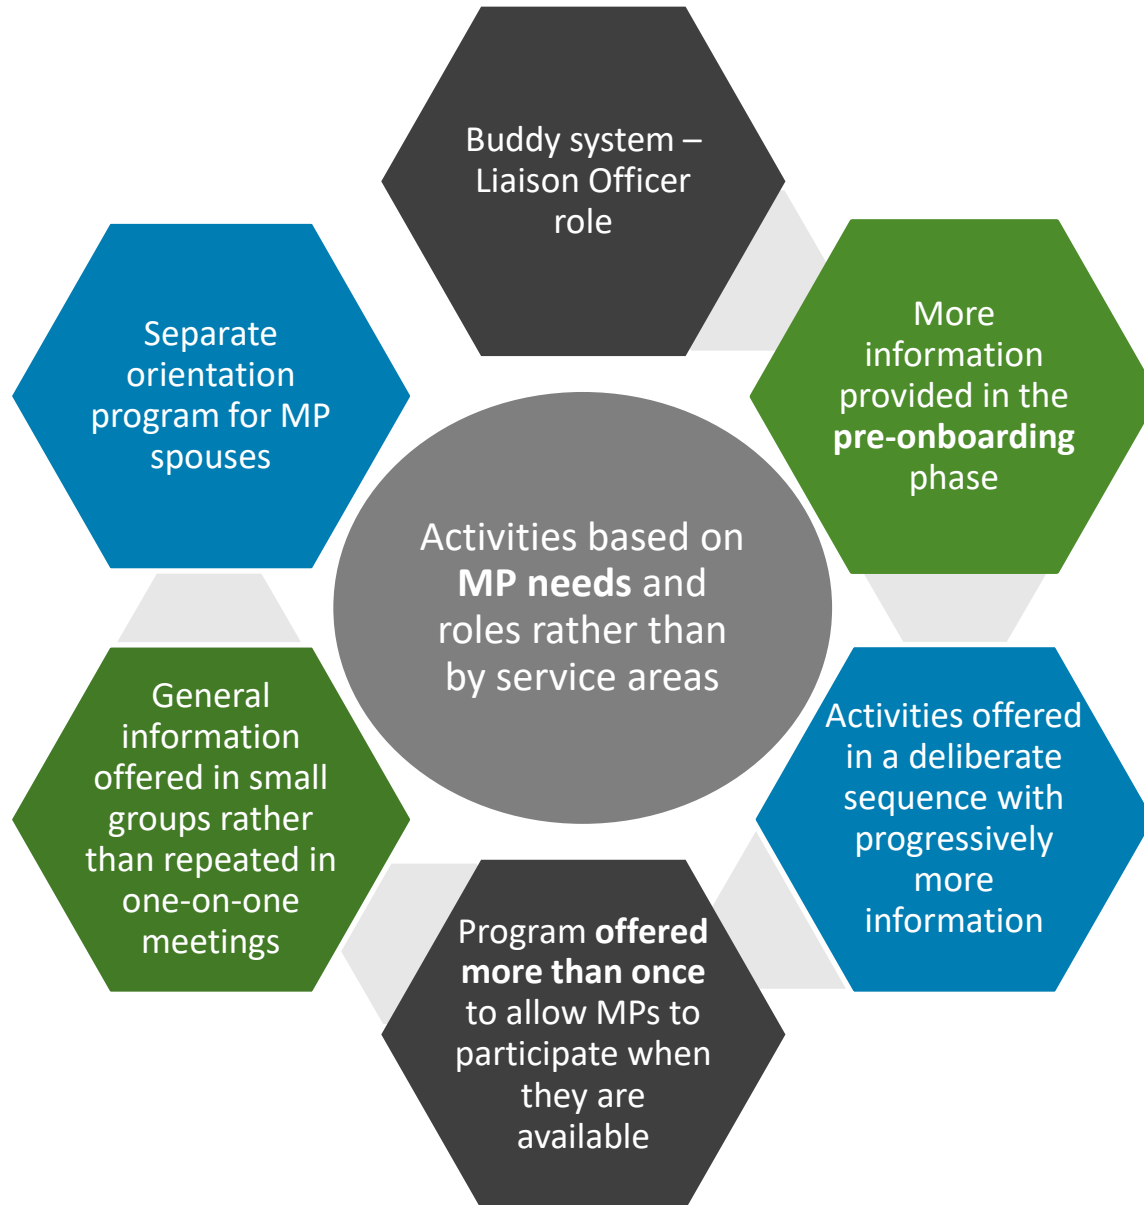 Buddy system –
Liaison Officer
role
More
information
provided in the
pre-onboarding
phase
Activities offered
in a deliberate
sequence with
progressively
more
information
Program offered
more than once
to allow MPs to
participate when
they are
available
General
information
offered in small
groups rather
than repeated in
one-on-one
meetings
Separate
orientation
program for MP
spouses
Activities based on
MP needs and
roles rather than
by service areas